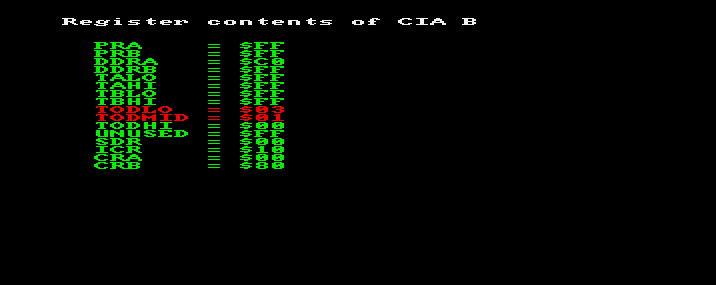 Register contents of CIA B
PRA = $FF
PRB = $FF
DDRA = $C0
DDRB = $FF
TALO = $FF
TAHI = $FF
TBLO = $FF
TBHI = $FF
TODLO = $03
TODMID = $01
TODHI = $00
UNUSED = $FF
SDR = $00
ICR = $10
CRA = $00
CRB = $80